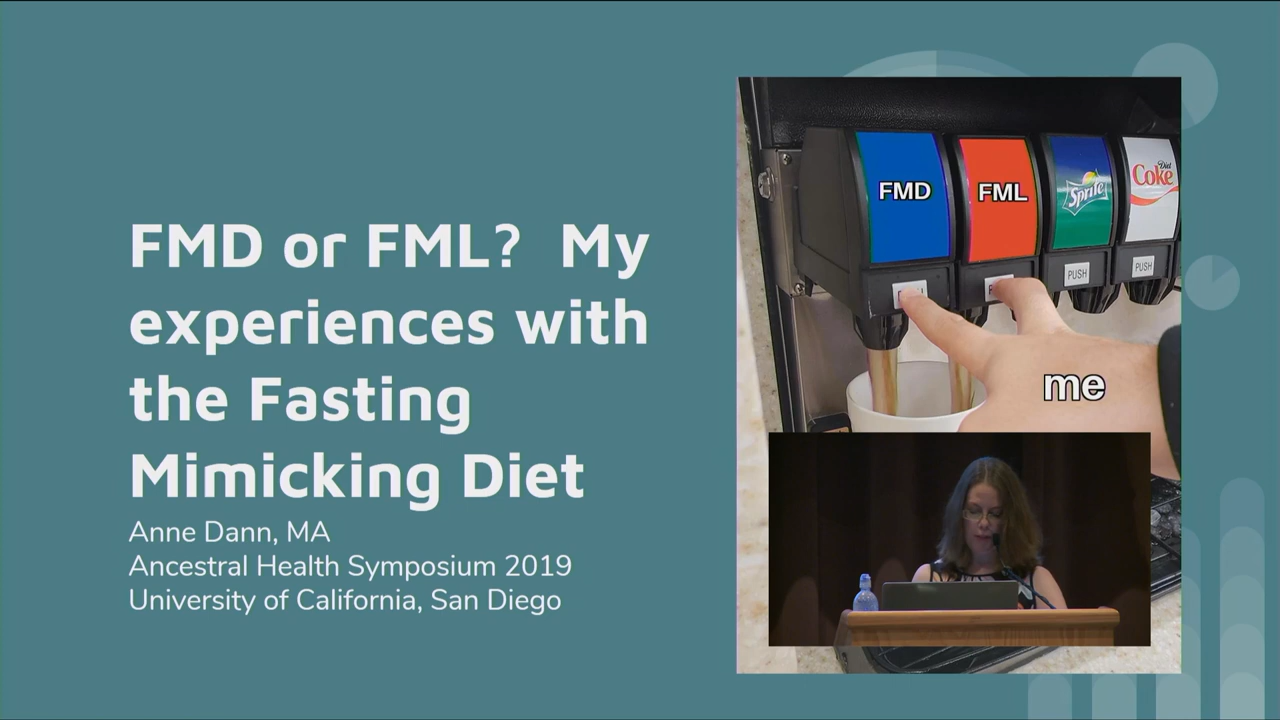 FMD or FML? My
experiences with
the Fasting
Mimicking Diet
Anne Dann, MA
Ancestral Health Symposium 2019
University of California, San Diego
FMD
FML
Sprite
Diet
Coke
PUSH
PUSH
me